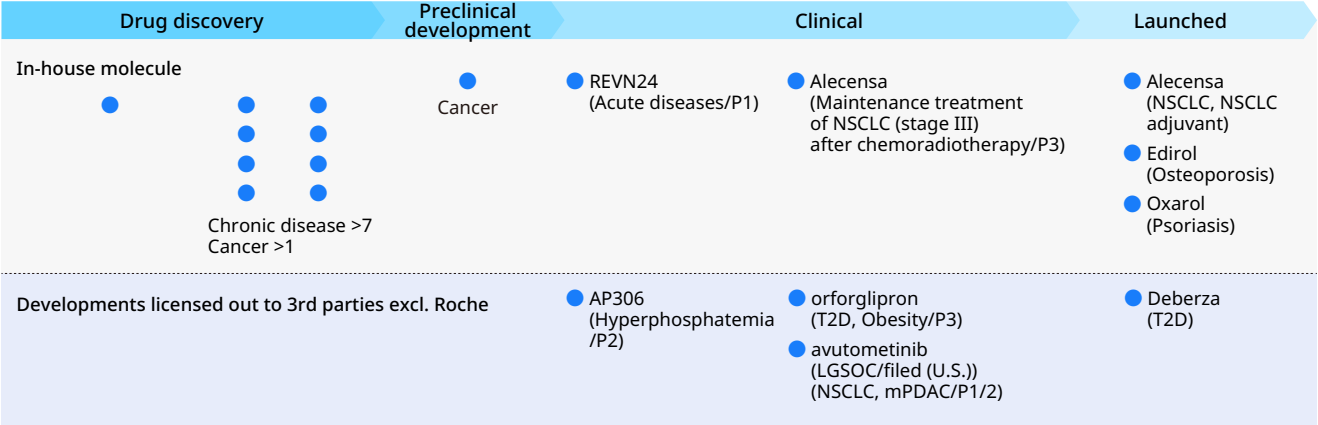 Drug discovery
Preclinical
development
Clinical
Launched
In-house molecule
Chronic disease >7
Cancer >1
Cancer
REVN24
(Acute diseases/P1)
Alecensa
(Maintenance treatment
of NSCLC (stage III)
after chemoradiotherapy/P3)
Alecensa
(NSCLC, NSCLC
adjuvant)
Edirol
(Osteoporosis)
Oxarol
(Psoriasis)
Developments licensed out to 3rd parties excl. Roche
AP306
(Hyperphosphatemia
/P2)
orforglipron
(T2D, Obesity/P3)
avutometinib
(LGSOC/filed (U.S.))
(NSCLC, mPDAC/P1/2)
Deberza
(T2D)